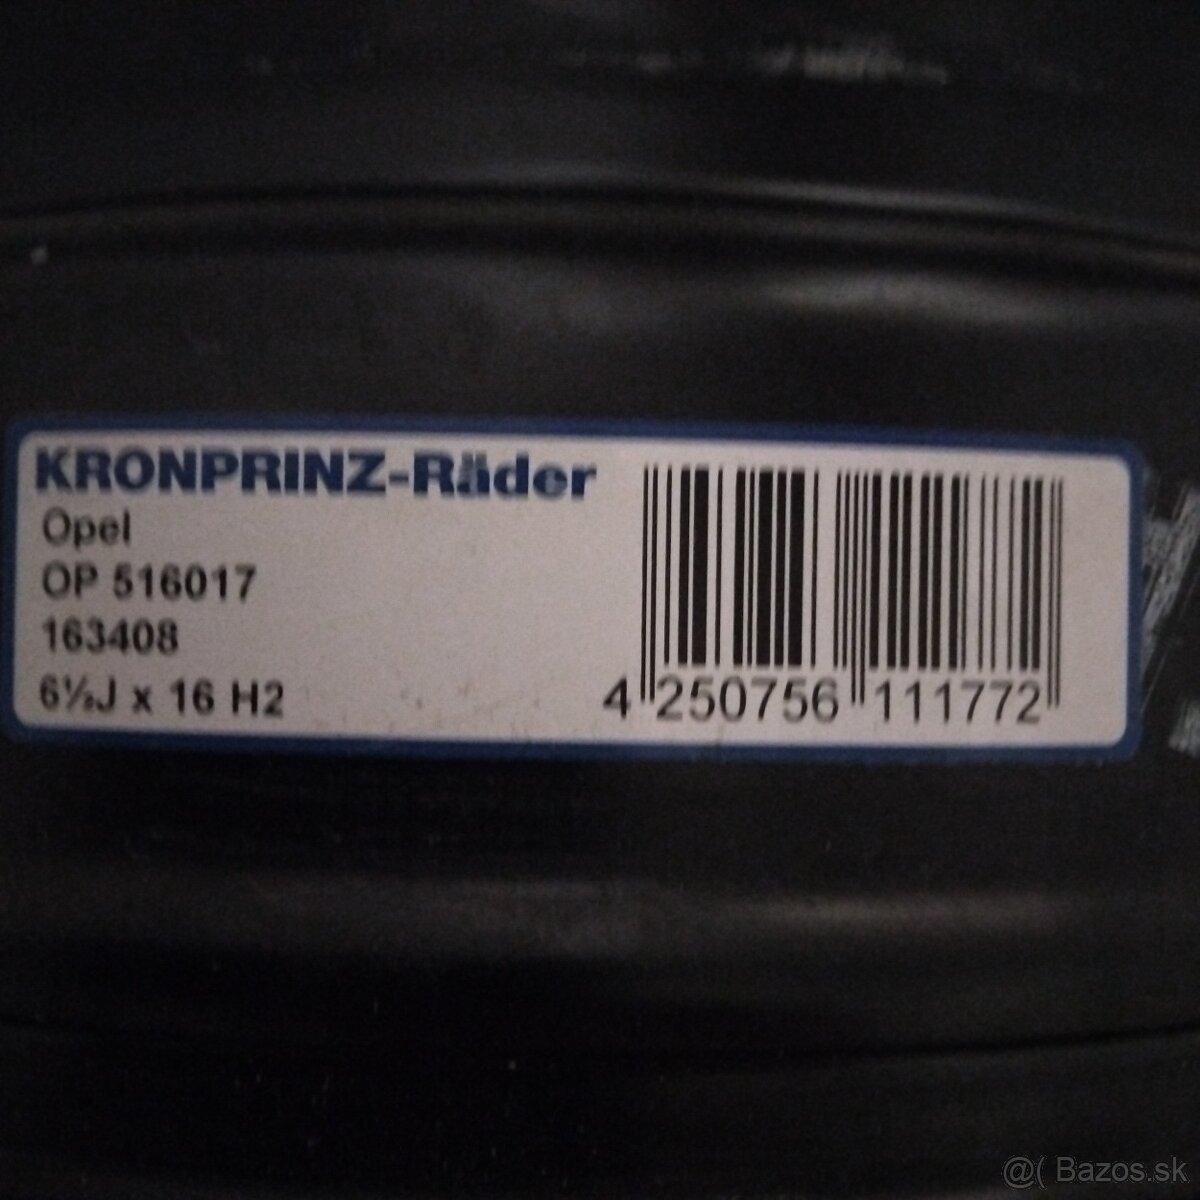 KRONPRINZ-Räder
Opel
OP 516017
163408
6½J x 16 H2
4 250756 111772
@( Bazos.sk